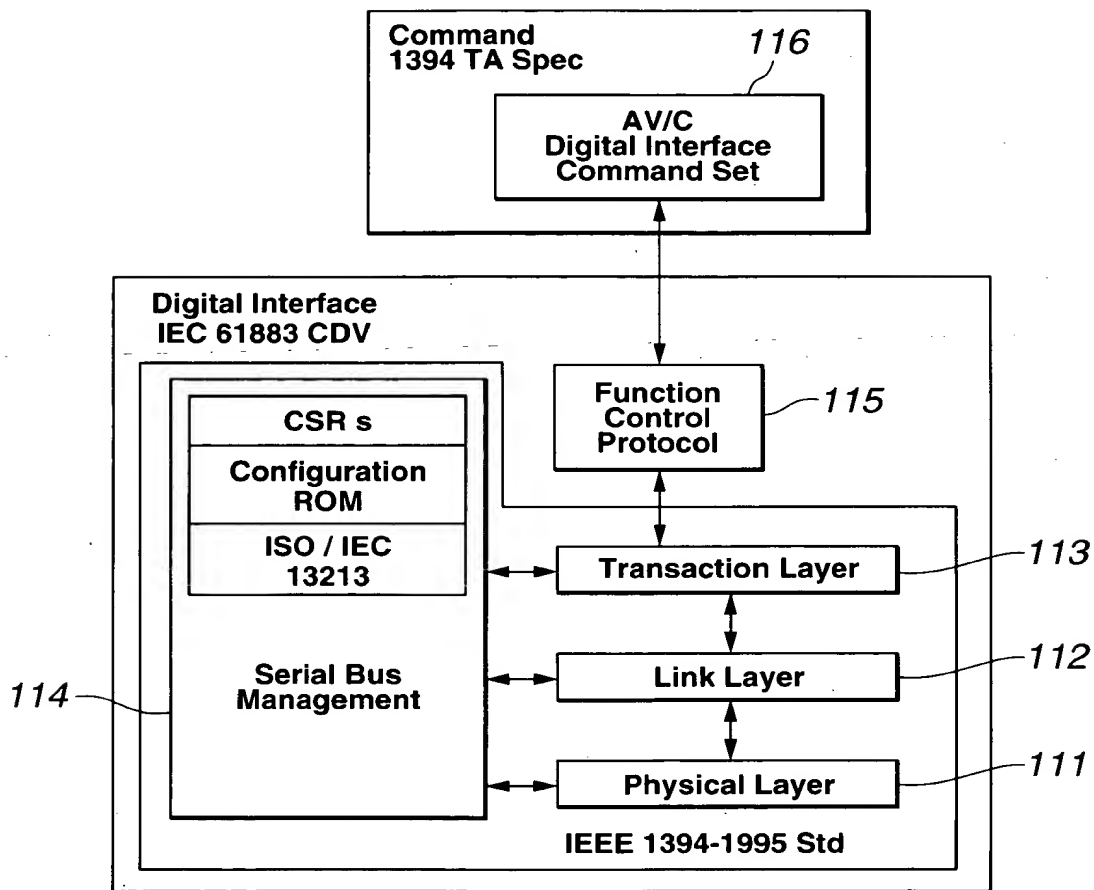 Command
1394 TA Spec
116
AV/C
Digital Interface
Command Set
Digital Interface
IEC 61883 CDV
Function
Control
Protocol
115
CSR s
Configuration
ROM
ISO / IEC
13213
Transaction Layer
113
Serial Bus
Management
114
Link Layer
112
Physical Layer
111
IEEE 1394-1995 Std